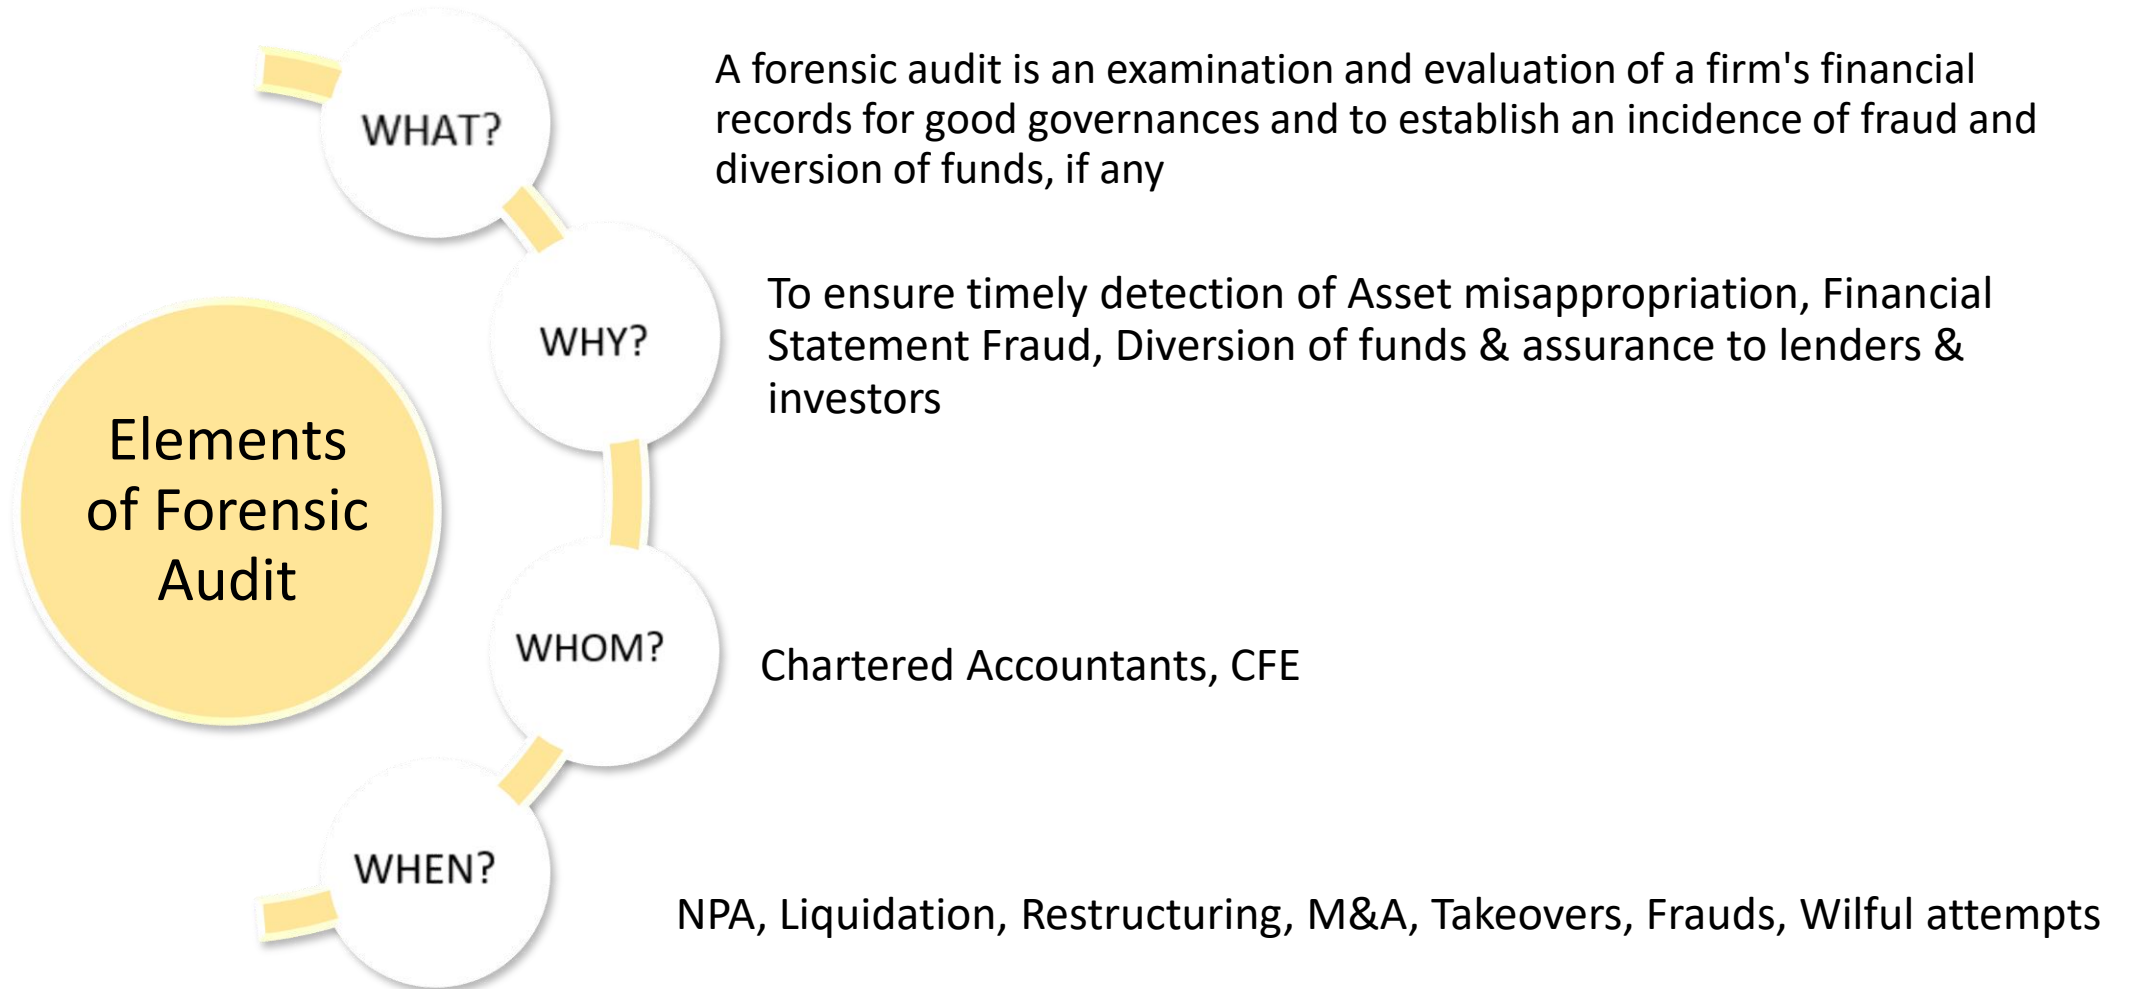 Elements
of Forensic
Audit
WHAT?
A forensic audit is an examination and evaluation of a firm's financial
records for good governances and to establish an incidence of fraud and
diversion of funds, if any
WHY?
To ensure timely detection of Asset misappropriation, Financial
Statement Fraud, Diversion of funds & assurance to lenders &
investors
WHOM?
Chartered Accountants, CFE
WHEN?
NPA, Liquidation, Restructuring, M&A, Takeovers, Frauds, Wilful attempts